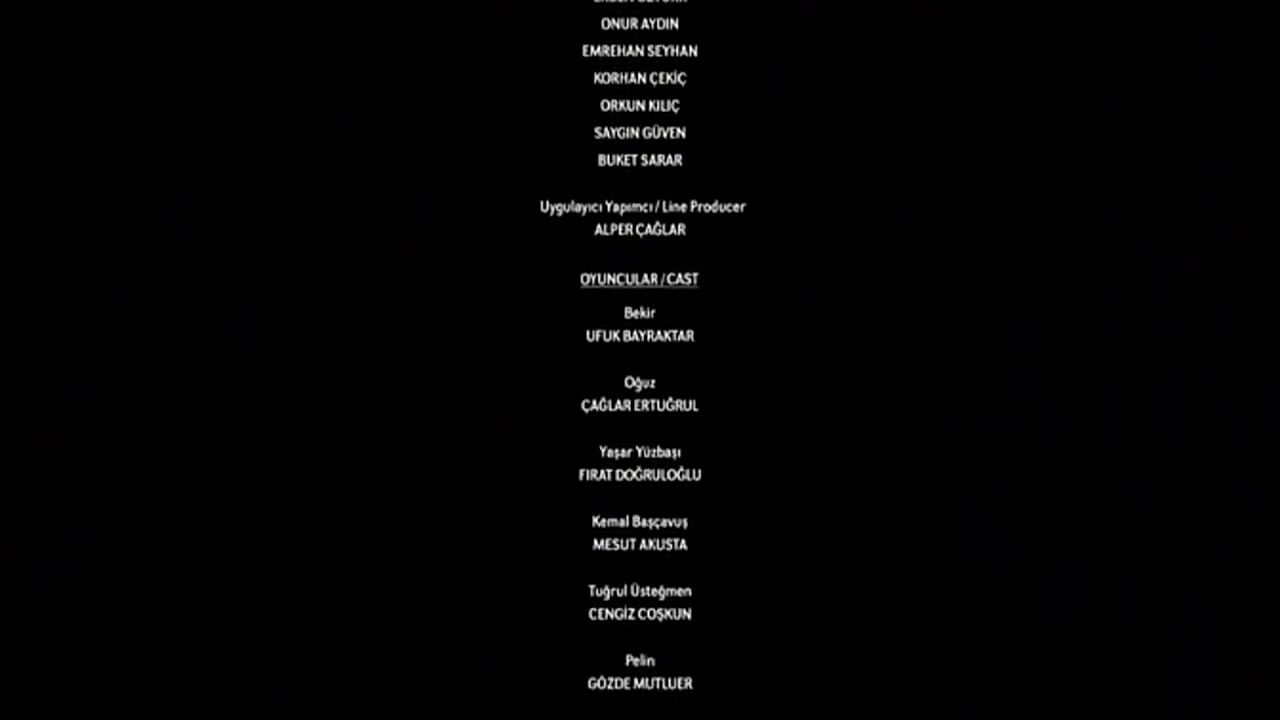 ONUR AYDIN
EMREHAN SEYHAN
KORHAN ÇEKİÇ
ORKUN KILIÇ
SAYGIN GÜVEN
BUKET SARAR
Uygulayıcı Yapımcı / Line Producer
ALPER ÇAĞLAR
OYUNCULAR / CAST
Bekir
UFUK BAYRAKTAR
Oğuz
ÇAĞLAR ERTUĞRUL
Yaşar Yüzbaşı
FIRAT DOĞRULOĞLU
Kemal Başçavuş
MESUT AKUSTA
Tuğrul Üsteğmen
CENGİZ COŞKUN
Pelin
GÖZDE MUTLUER